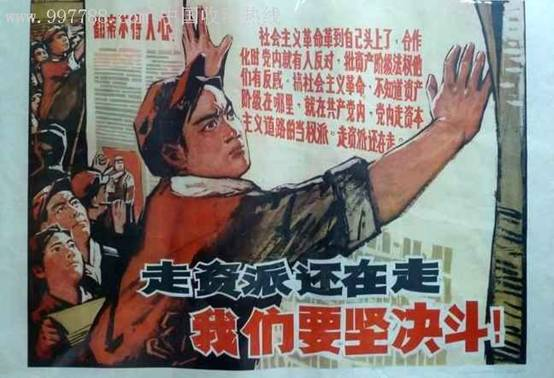 www.997788.com 中国收藏热线
翻案不得人心
社会主义革命革到自己头上了,合作
化时党内就有人反对,批资产阶级法权他
们有反感。搞社会主义革命,不知道资产
阶级在哪里,就在共产党内,党内走资本
主义道路的当权派。走资派还在走。
走资派还在走
我们要坚决斗!